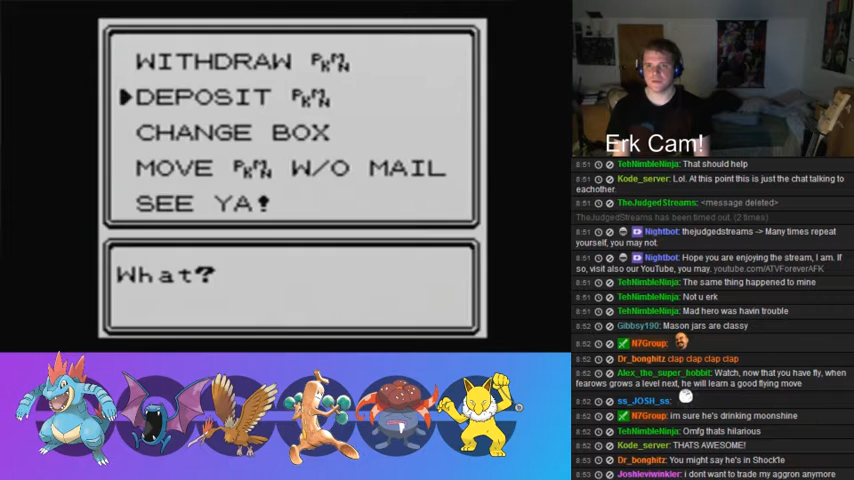 WITHDRAW PKMN
▶DEPOSIT PKMN
CHANGE BOX
MOVE PKMN W/O MAIL
SEE YA!
What?
Erk Cam!
8:51 TehNimbleNinja: That should help
8:51 Kode_server: Lol. At this point this is just the chat talking to
eachother.
8:51 TheJudgedStreams: <message deleted>
TheJudgedStreams has been timed out. (2 times)
8:51 Nightbot: thejudgedstreams -> Many times repeat
yourself, you may not.
8:51 Nightbot: Hope you are enjoying the stream, I am. If
so, visit also our YouTube, you may. youtube.com/ATVForeverAFK
8:51 TehNimbleNinja: The same thing happened to mine
8:51 TehNimbleNinja: Not u erk
8:51 TehNimbleNinja: Mad hero was havin trouble
8:52 Gibbsy190: Mason jars are classy
8:52 N7Group:
8:52 Dr_bonghitz clap clap clap clap
8:52 Alex_the_super_hobbit: Watch, now that you have fly, when
fearows grows a level next, he will learn a good flying move
8:52 ss_JOSH_ss:
8:52 N7Group: im sure he's drinking moonshine
8:52 TehNimbleNinja: Omfg thats hilarious
8:52 Kode_server: THATS AWESOME!
8:53 Dr_bonghitz: You might say he's in Shock!e
8:53 Joshleviwinkler: i dont want to trade my aggron anymore